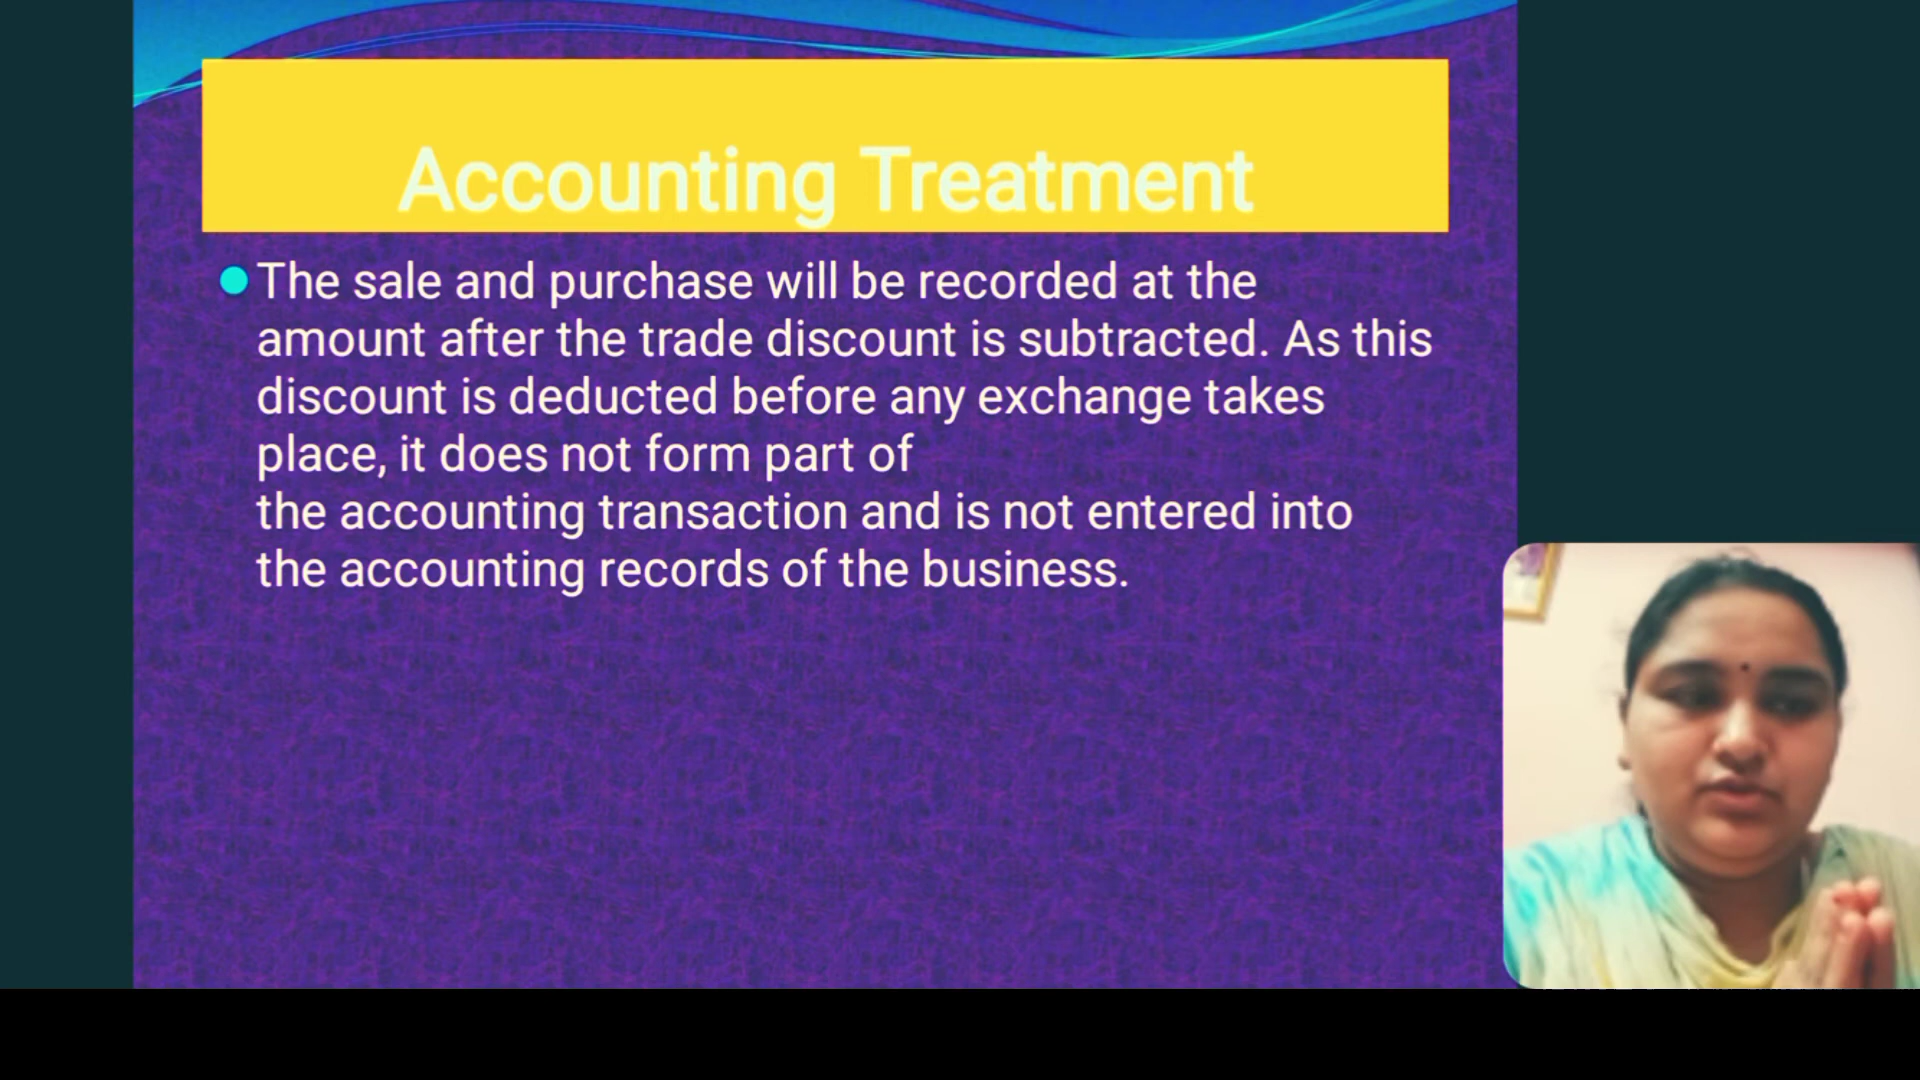 Accounting Treatment
The sale and purchase will be recorded at the
amount after the trade discount is subtracted. As this
discount is deducted before any exchange takes
place, it does not form part of
the accounting transaction and is not entered into
the accounting records of the business.